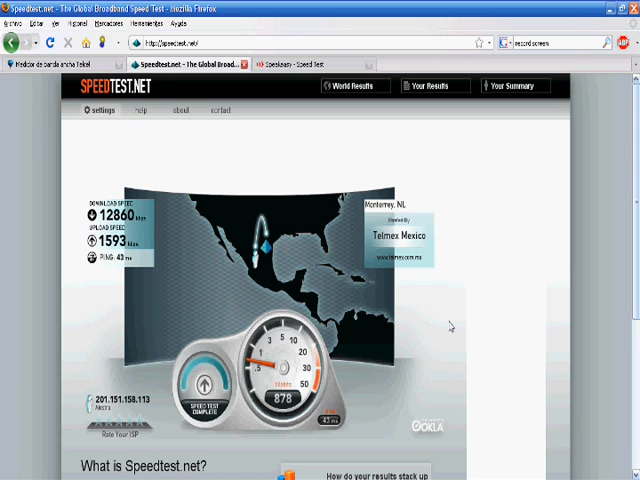 Speedtest.net - The Global Broadband Speed Test - Mozilla Firefox
Archivo Editar Ver Historial Marcadores Herramientas Ayuda
http://speedtest.net/
record screen
ABP
Medidor de banda ancha Telcel
Speedtest.net - The Global Broad...
Speakeasy - Speed Test
SPEEDTEST.NET
World Results
Your Results
Your Summary
settings
help
about
contact
DOWNLOAD SPEED
12860 kbps
UPLOAD SPEED
1593 kbps
PING: 43 ms
Monterrey, NL
Hosted By
Telmex Mexico
www.telmex.com.mx
.5 1 3 5 10 20 30 50
878
SPEED TEST
COMPLETE
43 ms
201.151.158.113
Rate Your ISP
OOKLA
What is Speedtest.net?
How do your results stack up